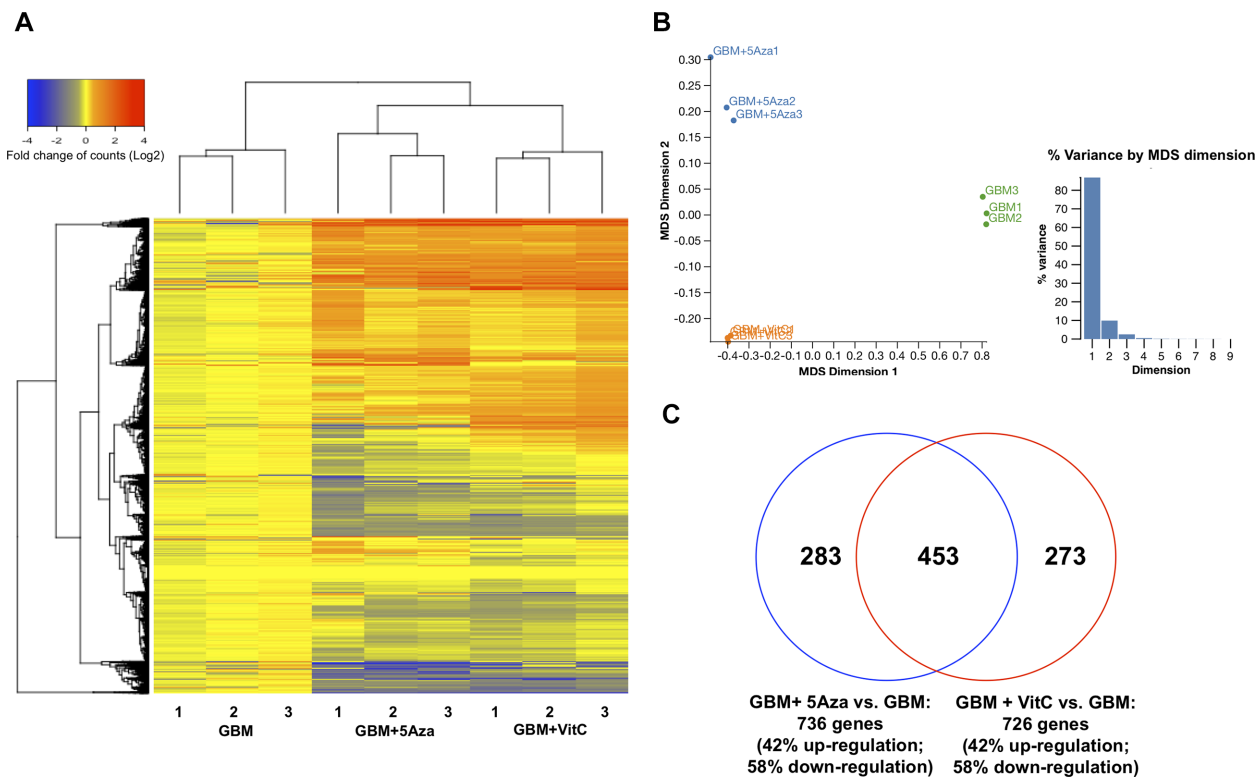 A
-4 -2 0 2 4
Fold change of counts (Log2)
1 2 3 1 2 3 1 2 3
GBM GBM+5Aza GBM+VitC
B
GBM+5Aza1
GBM+5Aza2
GBM+5Aza3
GBM3
GBM1
GBM2
GBM+VitC1
GBM+VitC3
0.30
0.25
0.20
0.15
0.10
0.05
0.00
-0.05
-0.10
-0.15
-0.20
MDS Dimension 2
-0.4 -0.3 -0.2 -0.1 0.0 0.1 0.2 0.3 0.4 0.5 0.6 0.7 0.8
MDS Dimension 1
% Variance by MDS dimension
80
70
60
50
40
30
20
10
0
% variance
1 2 3 4 5 6 7 8 9
Dimension
C
283 453 273
GBM+ 5Aza vs. GBM:
736 genes
(42% up-regulation;
58% down-regulation)
GBM + VitC vs. GBM:
726 genes
(42% up-regulation;
58% down-regulation)